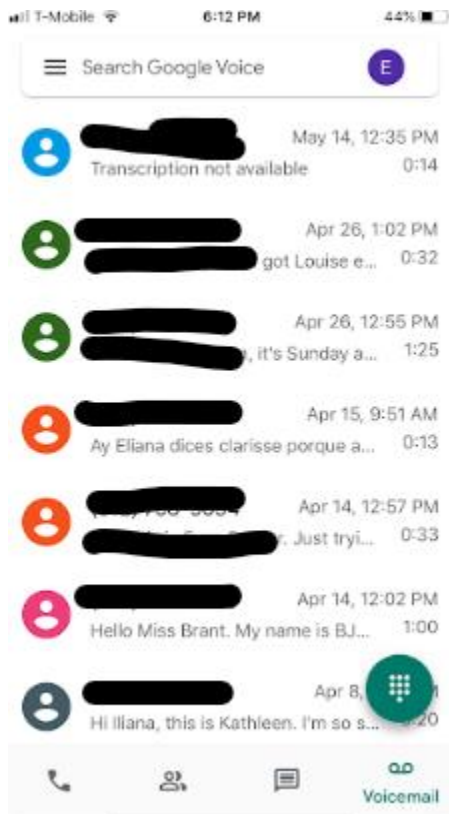 T-Mobile 6:12 PM 44%
Search Google Voice E
May 14, 12:35 PM
Transcription not available 0:14
Apr 26, 1:02 PM
got Louise e... 0:32
Apr 26, 12:55 PM
, it's Sunday a... 1:25
Apr 15, 9:51 AM
Ay Eliana dices clarisse porque a... 0:13
Apr 14, 12:57 PM
r. Just tryi... 0:33
Apr 14, 12:02 PM
Hello Miss Brant. My name is BJ... 1:00
Apr 8,
Hi Iliana, this is Kathleen. I'm so s... :20
Voicemail